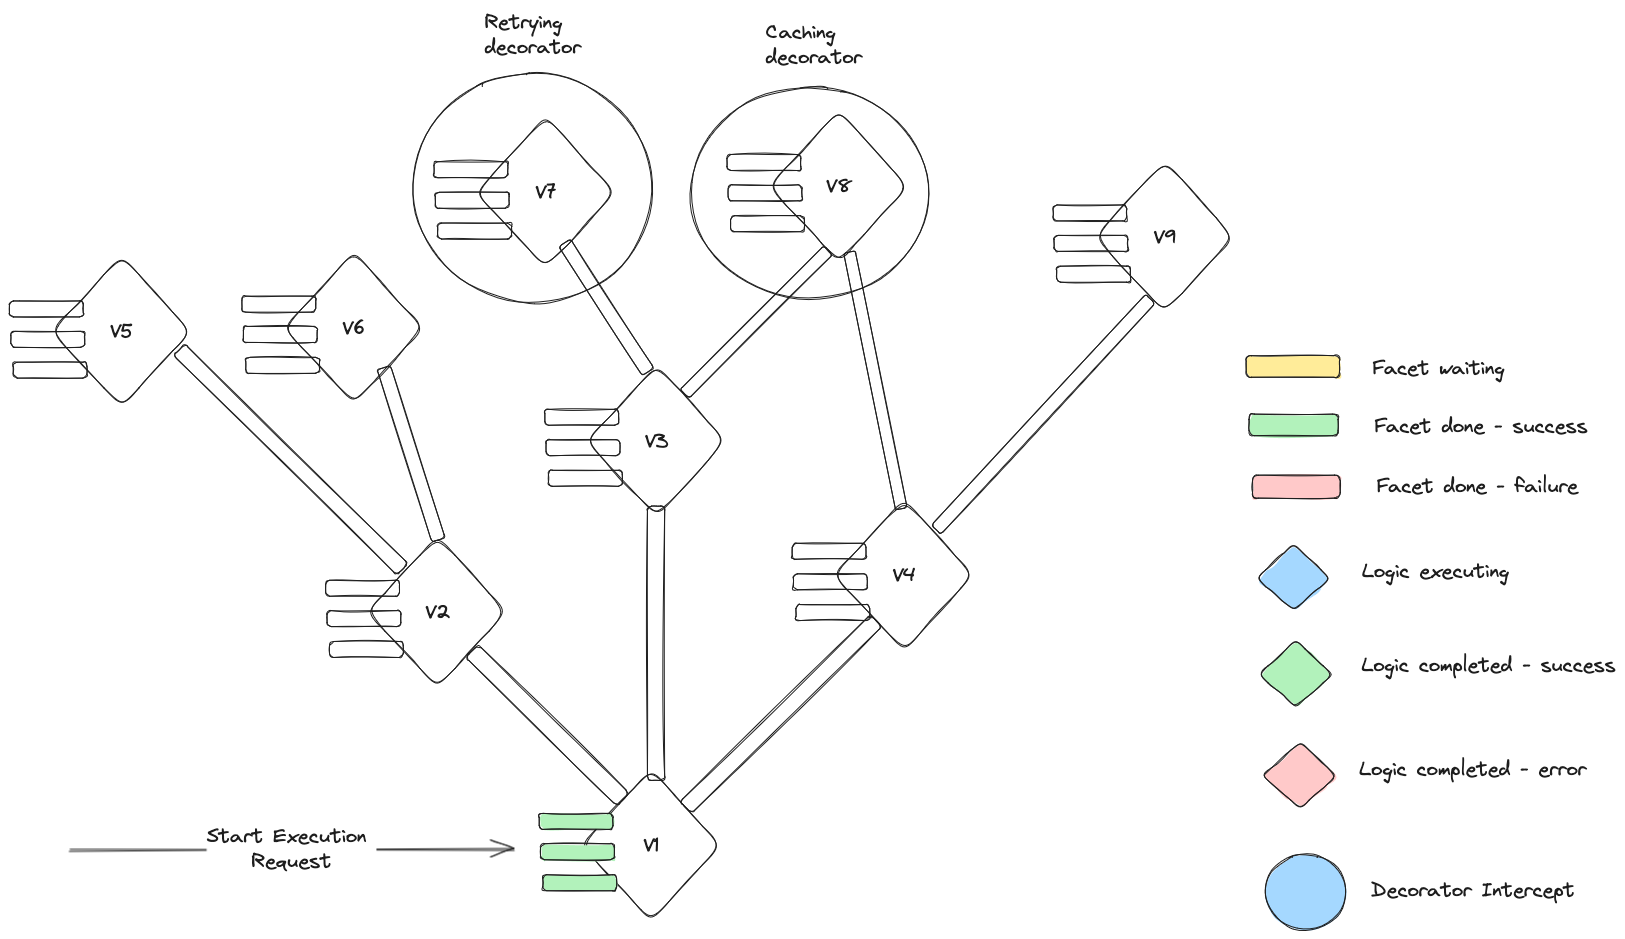 Retrying
decorator
Caching
decorator
V7
V8
V9
V5
V6
V3
V4
V2
V1
Start Execution
Request
Facet waiting
Facet done - success
Facet done - failure
Logic executing
Logic completed - success
Logic completed - error
Decorator Intercept